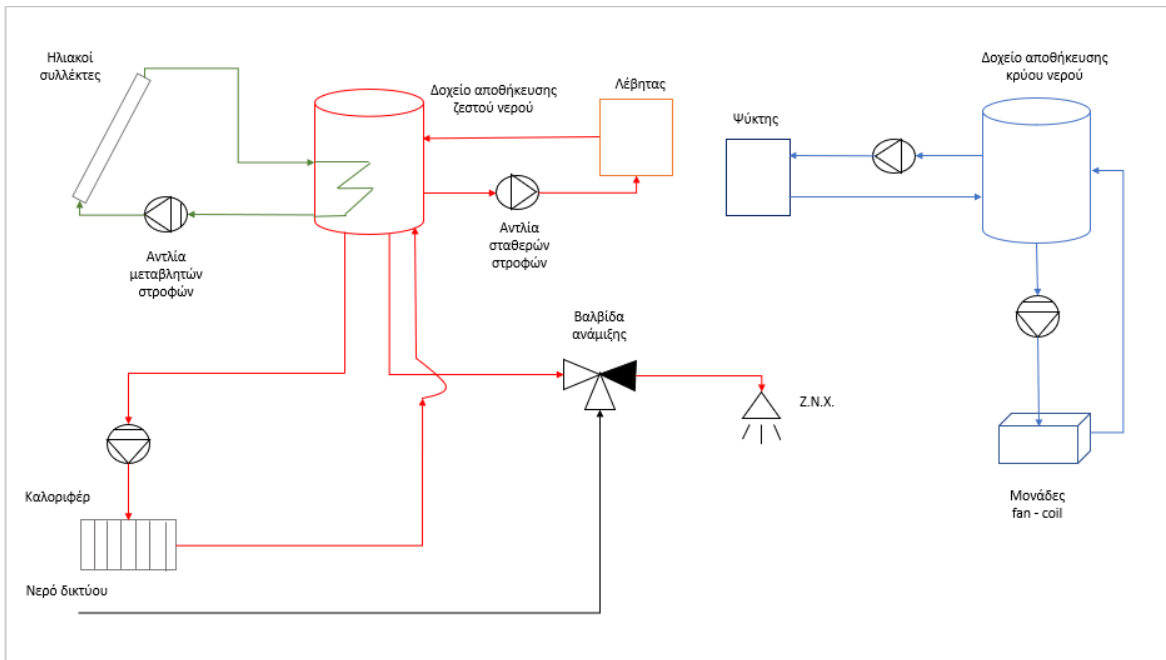 Ηλιακοί
συλλέκτες
Δοχείο αποθήκευσης
ζεστού νερού
Λέβητας
Δοχείο αποθήκευσης
κρύου νερού
Ψύκτης
Αντλία
μεταβλητών
στροφών
Αντλία
σταθερών
στροφών
Βαλβίδα
ανάμιξης
Ζ.Ν.Χ.
Καλοριφέρ
Μονάδες
fan - coil
Νερό δικτύου